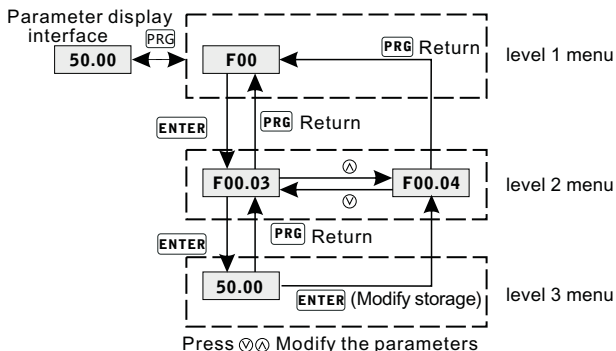 Parameter display
interface
PRG
50.00
F00
PRG Return
level 1 menu
ENTER
PRG Return
F00.03
F00.04
level 2 menu
ENTER
PRG Return
50.00
ENTER (Modify storage)
level 3 menu
Press Modify the parameters